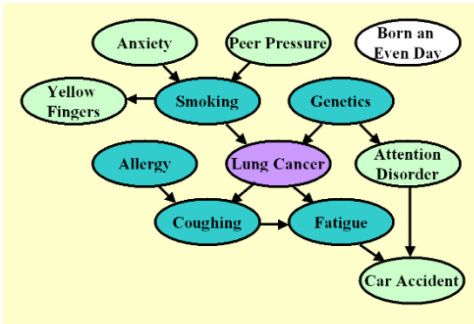 Anxiety
Peer Pressure
Born an
Even Day
Yellow
Fingers
Smoking
Genetics
Allergy
Lung Cancer
Attention
Disorder
Coughing
Fatigue
Car Accident